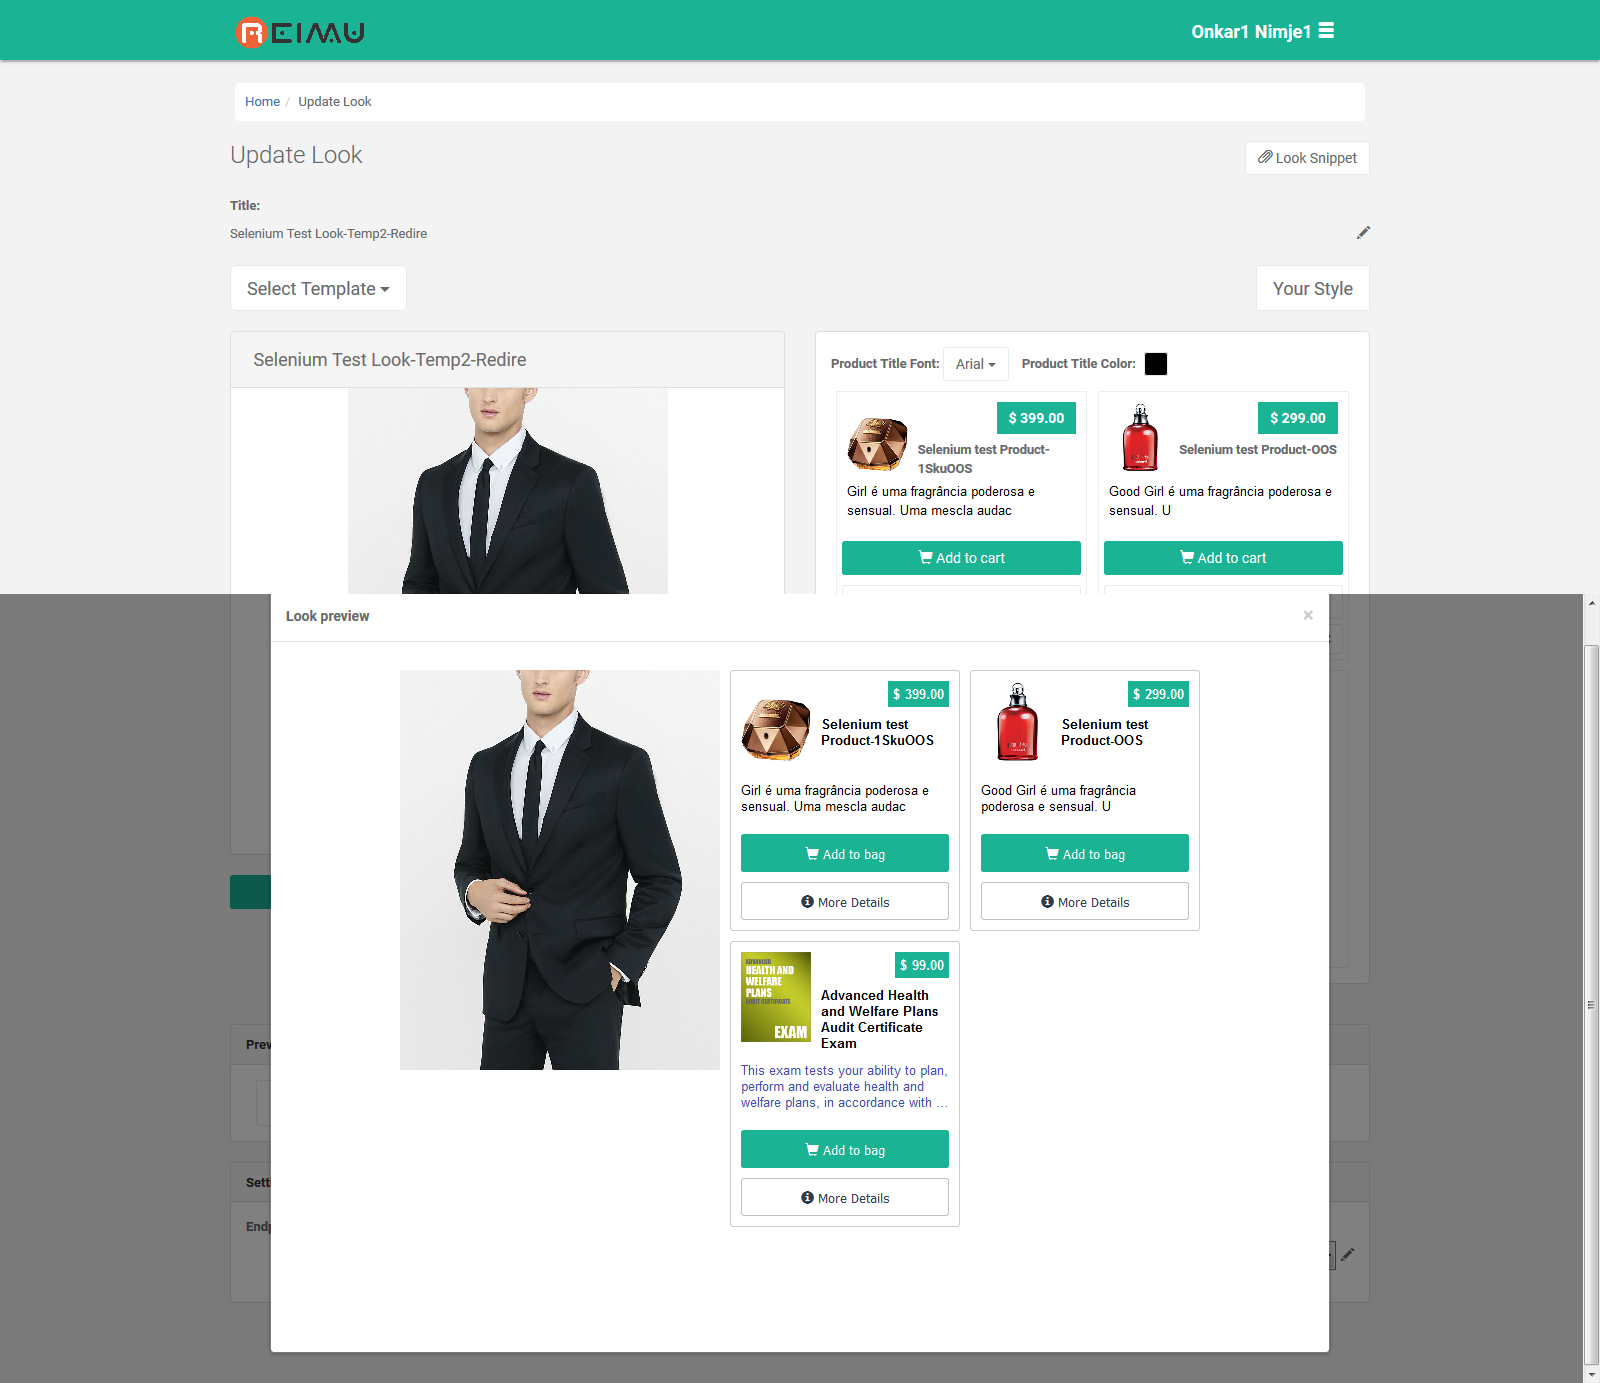 REIMU
Onkar1 Nimje1
Home / Update Look
Update Look
Look Snippet
Title:
Selenium Test Look-Temp2-Redire
Select Template
Your Style
Selenium Test Look-Temp2-Redire
Product Title Font: Arial Product Title Color:
$ 399.00
Selenium test Product-
1SkuOOS
Girl é uma fragrância poderosa e
sensual. Uma mescla audac
Add to cart
$ 299.00
Selenium test Product-OOS
Good Girl é uma fragrância poderosa e
sensual. U
Add to cart
Look preview
×
$ 399.00
Selenium test
Product-1SkuOOS
Girl é uma fragrância poderosa e
sensual. Uma mescla audac
Add to bag
More Details
$ 299.00
Selenium test
Product-OOS
Good Girl é uma fragrância
poderosa e sensual. U
Add to bag
More Details
ADVANCED
HEALTH AND
WELFARE
PLANS
AUDIT CERTIFICATE
EXAM
$ 99.00
Advanced Health
and Welfare Plans
Audit Certificate
Exam
This exam tests your ability to plan,
perform and evaluate health and
welfare plans, in accordance with ...
Add to bag
More Details
Prev
Sett
Endp